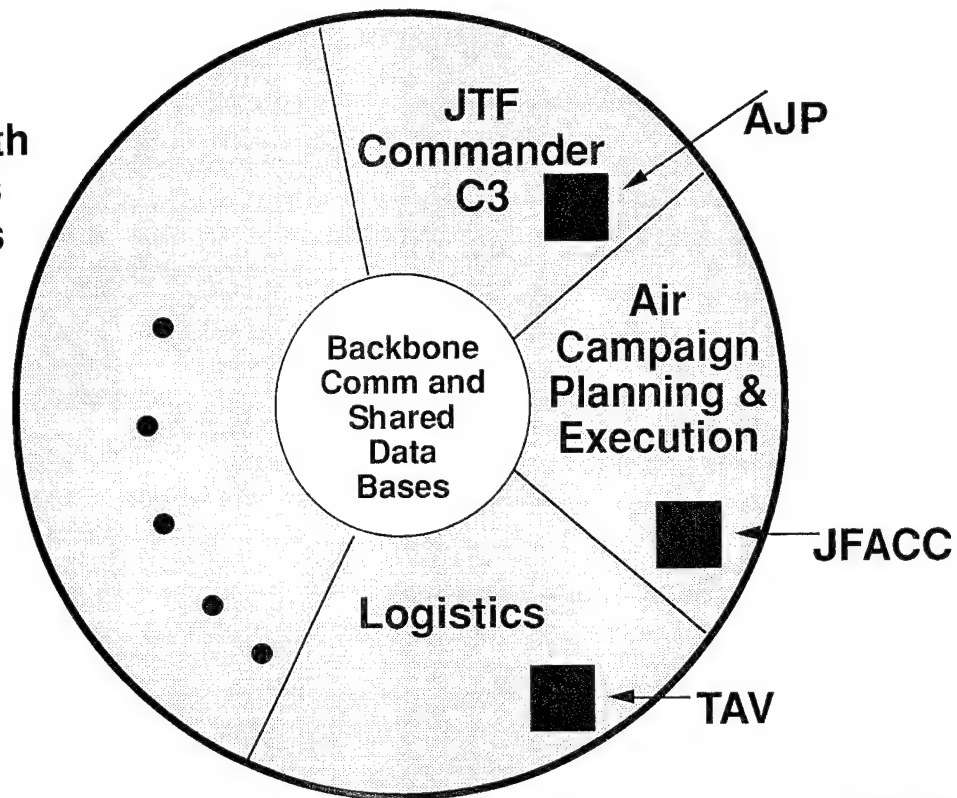 JTF
Commander
C3
AJP
Air
Campaign
Planning &
Execution
JFACC
Backbone
Comm and
Shared
Data
Bases
Logistics
TAV